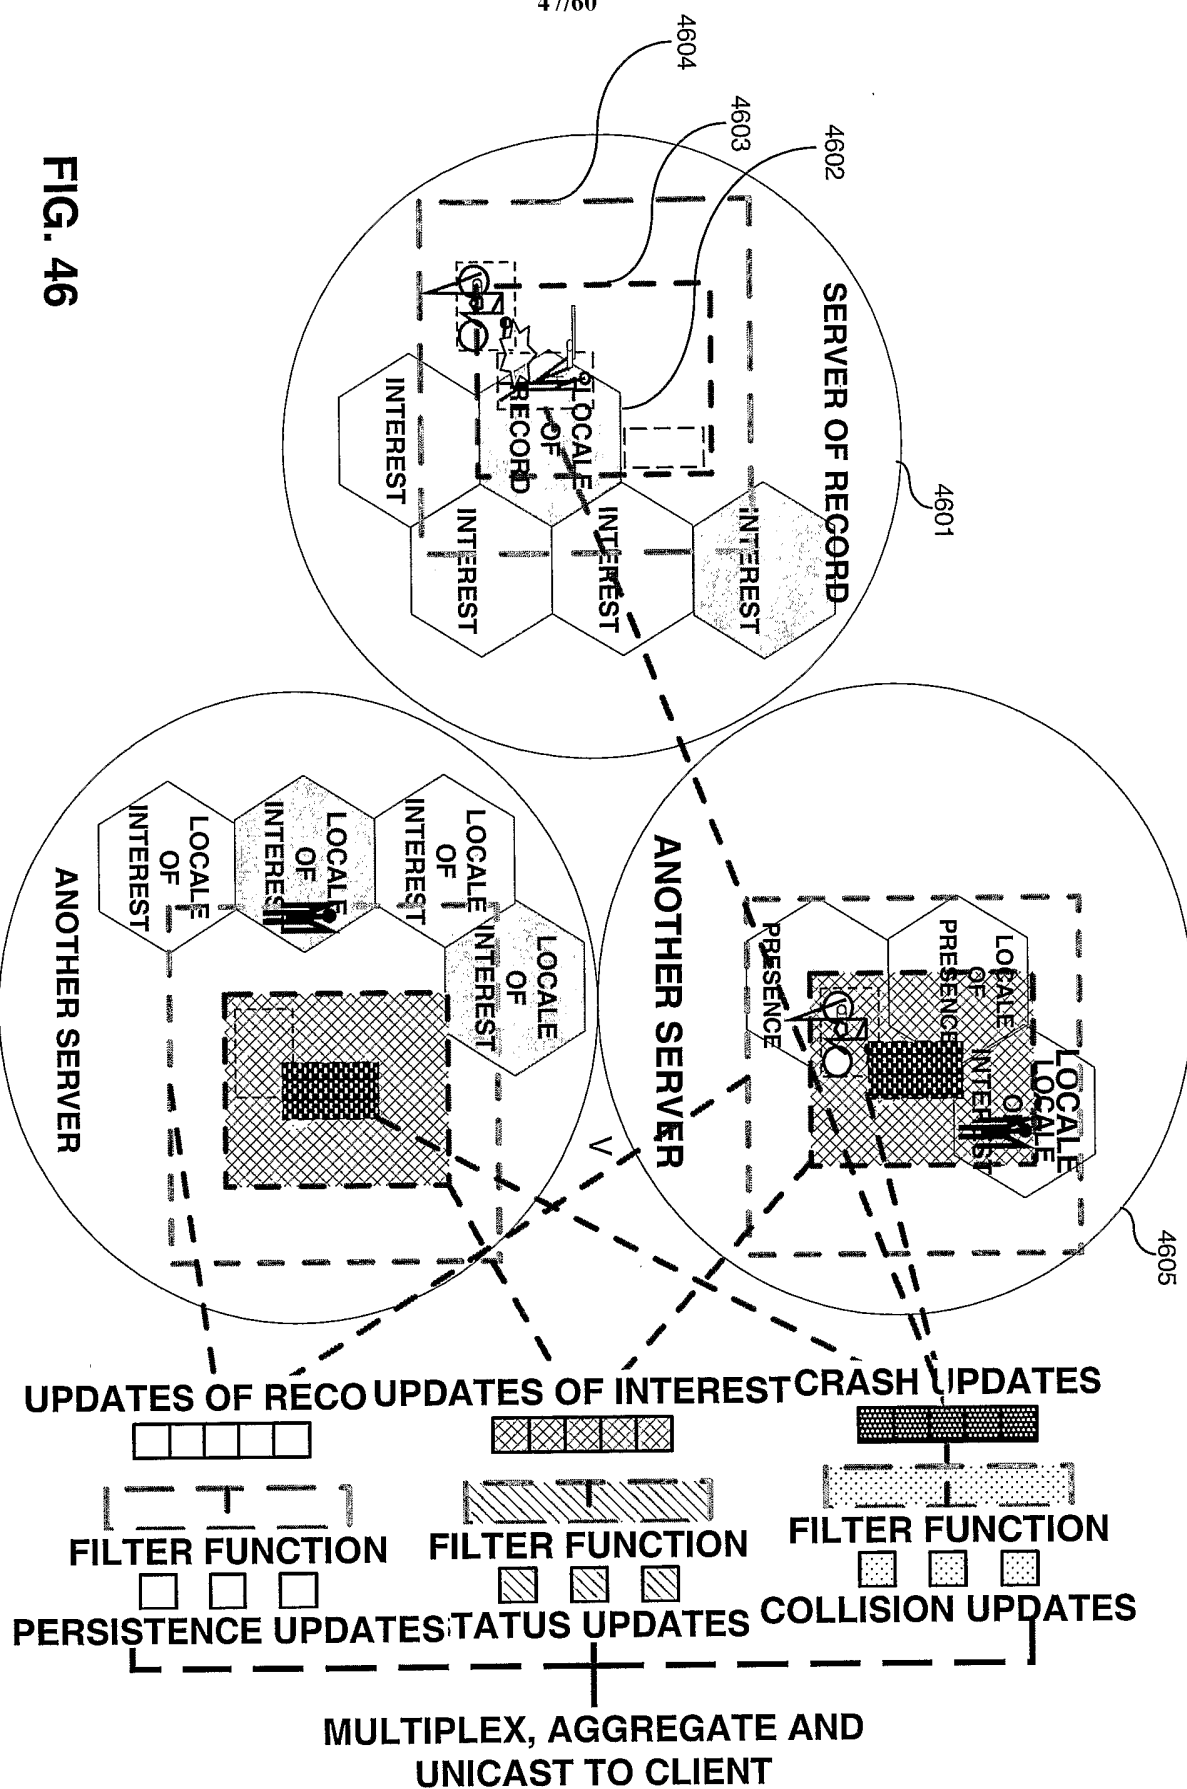 47/60
4604
4603
4602
SERVER OF RECORD
4601
LOCALE
OF
RECORD
INTEREST
INTEREST
INTEREST
INTEREST
FIG. 46
LOCALE
OF
PRESENCE
PRESENCE
LOCALE
LOCALE
OF
INTEREST
ANOTHER SERVER
4605
LOCALE
OF
INTEREST
LOCALE
OF
INTEREST
LOCALE
OF
INTEREST
LOCALE
OF
INTEREST
ANOTHER SERVER
V
UPDATES OF RECO
UPDATES OF INTEREST
CRASH UPDATES
FILTER FUNCTION
FILTER FUNCTION
FILTER FUNCTION
PERSISTENCE UPDATES
TATUS UPDATES
COLLISION UPDATES
MULTIPLEX, AGGREGATE AND
UNICAST TO CLIENT